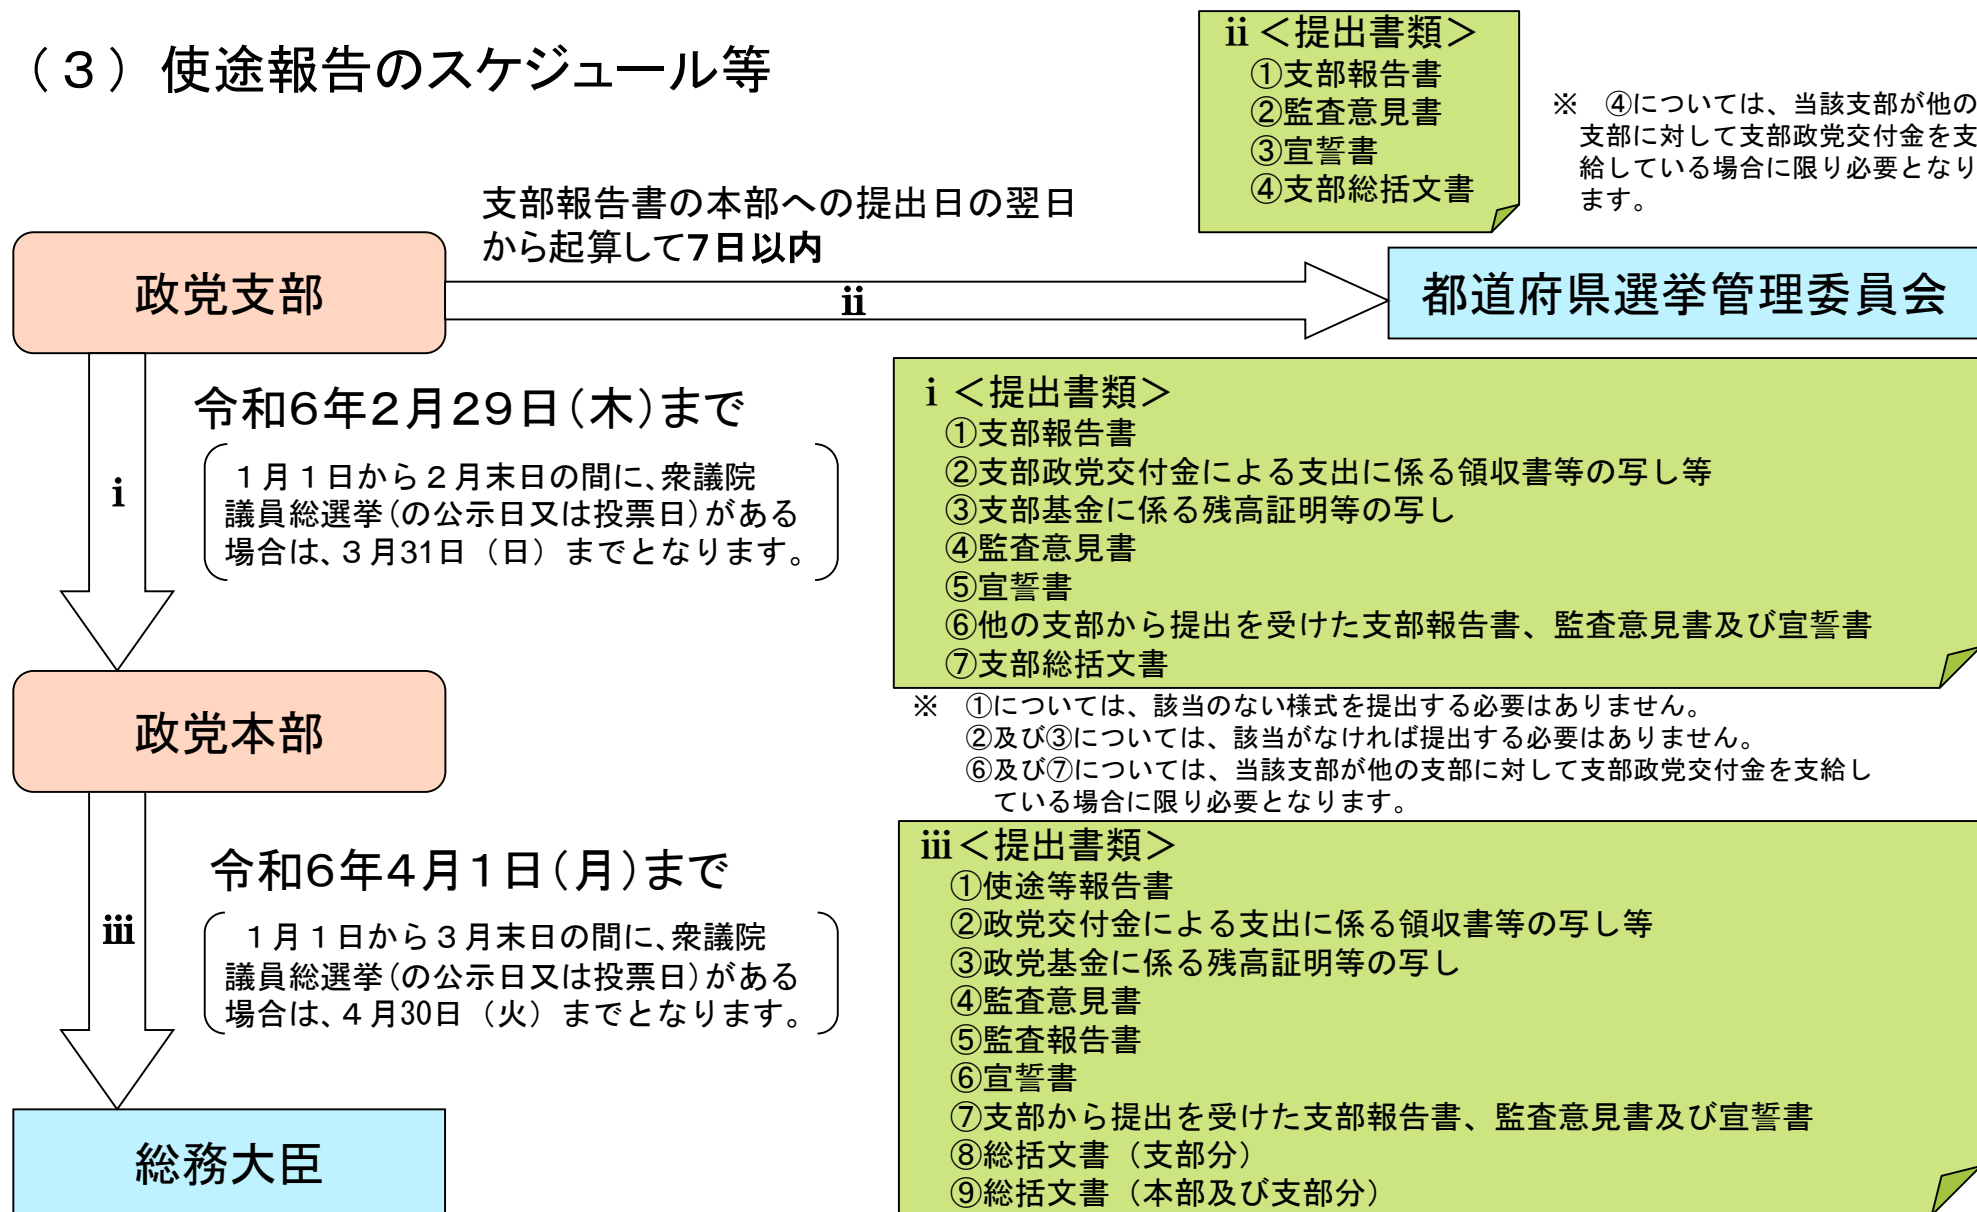 （３）使途報告のスケジュール等
ⅱ＜提出書類＞
①支部報告書
②監査意見書
③宣誓書
④支部総括文書
※　④については、当該支部が他の
支部に対して支部政党交付金を支
給している場合に限り必要となり
ます。
支部報告書の本部への提出日の翌日
から起算して７日以内
政党支部
ⅱ
都道府県選挙管理委員会
ⅰ
令和６年２月２９日（木）まで
１月１日から２月末日の間に、衆議院
議員総選挙（の公示日又は投票日）がある
場合は、３月31日（日）までとなります。
ⅰ＜提出書類＞
①支部報告書
②支部政党交付金による支出に係る領収書等の写し等
③支部基金に係る残高証明等の写し
④監査意見書
⑤宣誓書
⑥他の支部から提出を受けた支部報告書、監査意見書及び宣誓書
⑦支部総括文書
※　①については、該当のない様式を提出する必要はありません。
②及び③については、該当がなければ提出する必要はありません。
⑥及び⑦については、当該支部が他の支部に対して支部政党交付金を支給し
ている場合に限り必要となります。
政党本部
ⅲ
令和６年４月１日（月）まで
１月１日から３月末日の間に、衆議院
議員総選挙（の公示日又は投票日）がある
場合は、４月30日（火）までとなります。
ⅲ＜提出書類＞
①使途等報告書
②政党交付金による支出に係る領収書等の写し等
③政党基金に係る残高証明等の写し
④監査意見書
⑤監査報告書
⑥宣誓書
⑦支部から提出を受けた支部報告書、監査意見書及び宣誓書
⑧総括文書（支部分）
⑨総括文書（本部及び支部分）
総務大臣